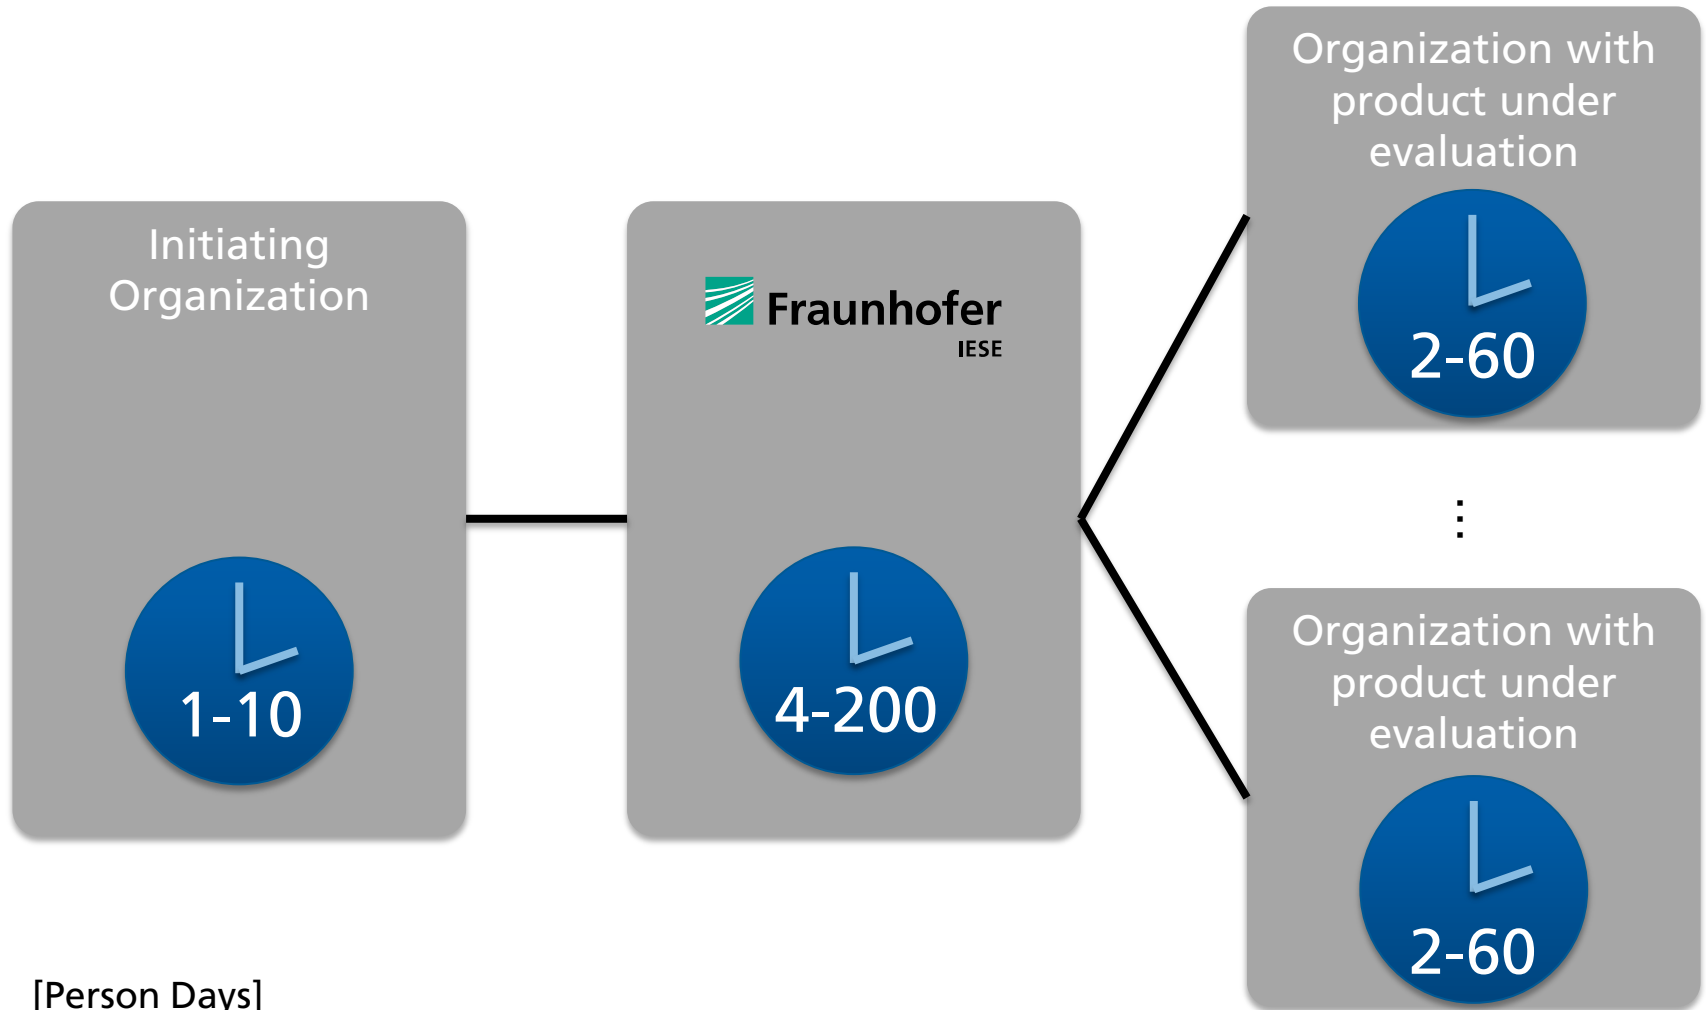 Initiating
Organization
1-10
Fraunhofer
IESE
4-200
Organization with
product under
evaluation
2-60
⋮
Organization with
product under
evaluation
2-60
[Person Days]